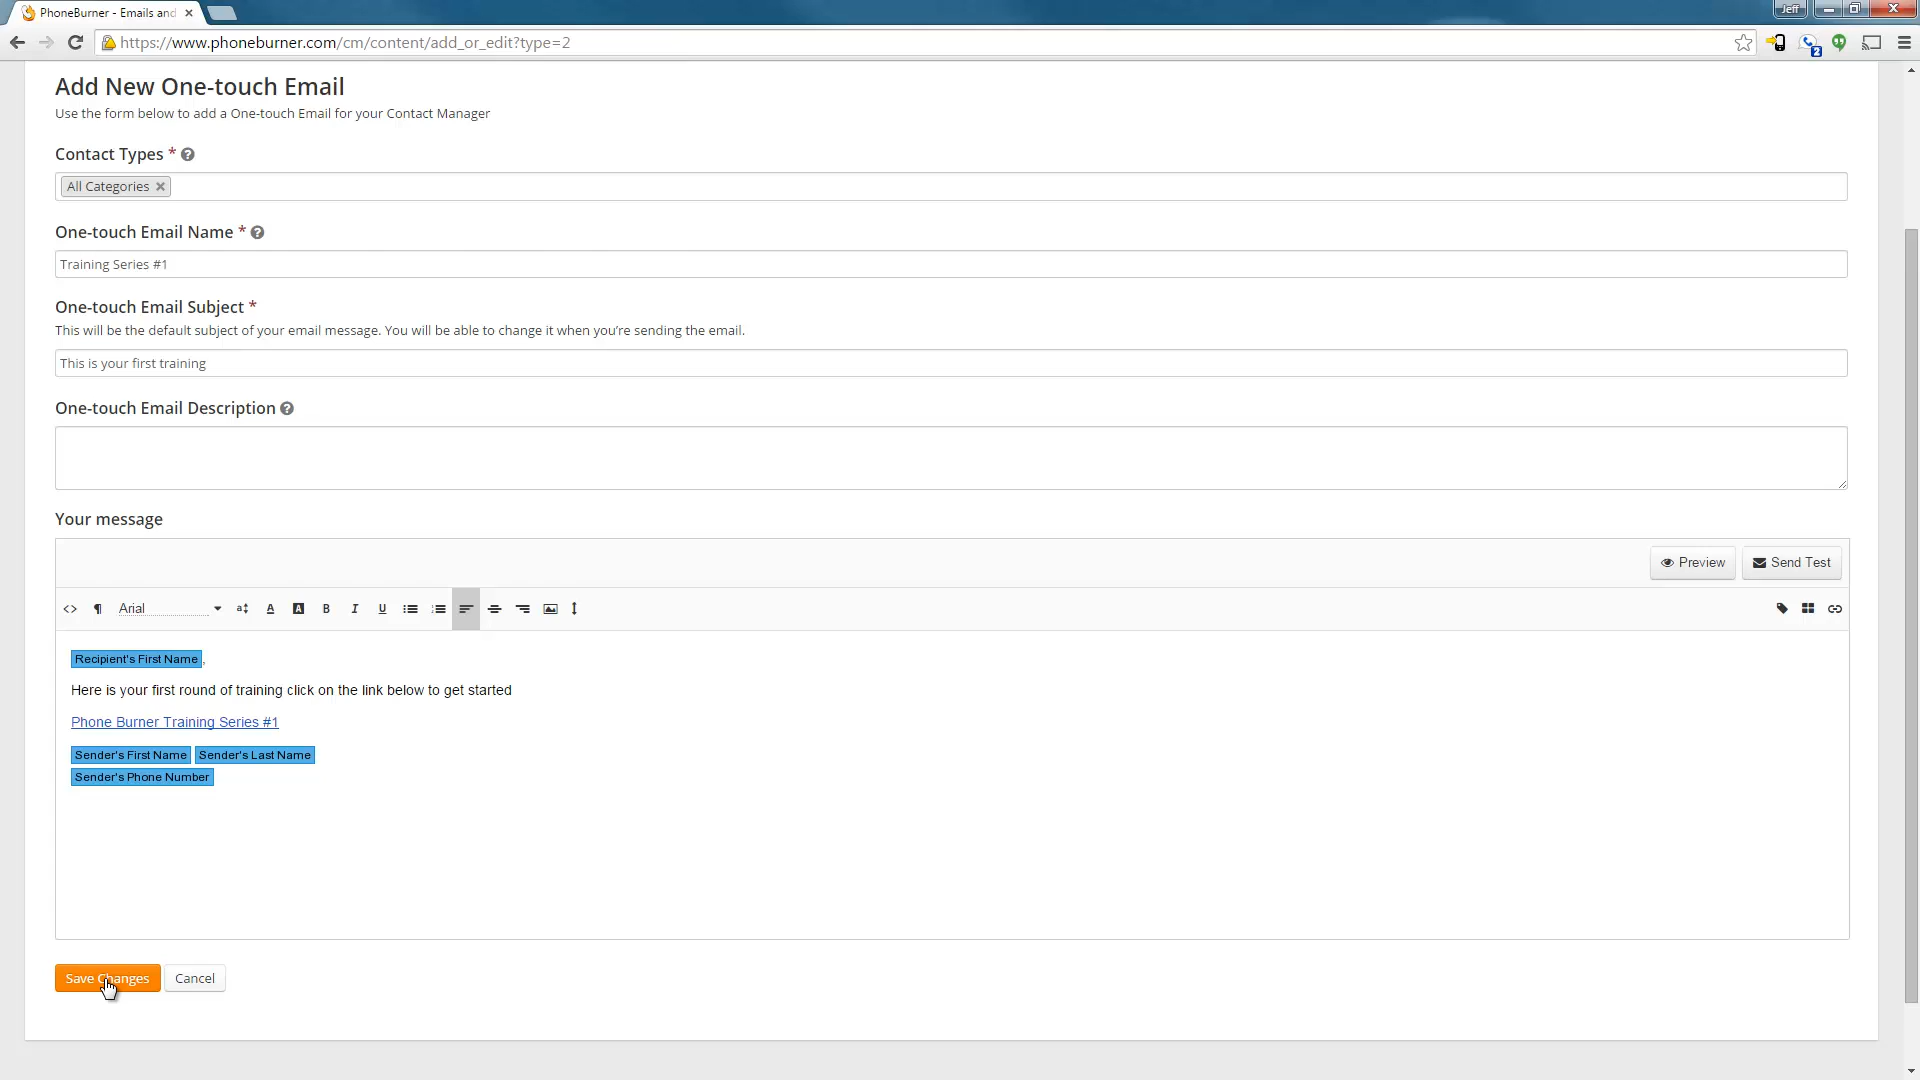 PhoneBurner - Emails and
Jeff
https://www.phoneburner.com/cm/content/add_or_edit?type=2
2
Add New One-touch Email
Use the form below to add a One-touch Email for your Contact Manager
Contact Types *
All Categories
One-touch Email Name *
Training Series #1
One-touch Email Subject *
This will be the default subject of your email message. You will be able to change it when you're sending the email.
This is your first training
One-touch Email Description
Your message
Preview
Send Test
Arial
Recipient's First Name,
Here is your first round of training click on the link below to get started
Phone Burner Training Series #1
Sender's First Name Sender's Last Name
Sender's Phone Number
Save Changes
Cancel